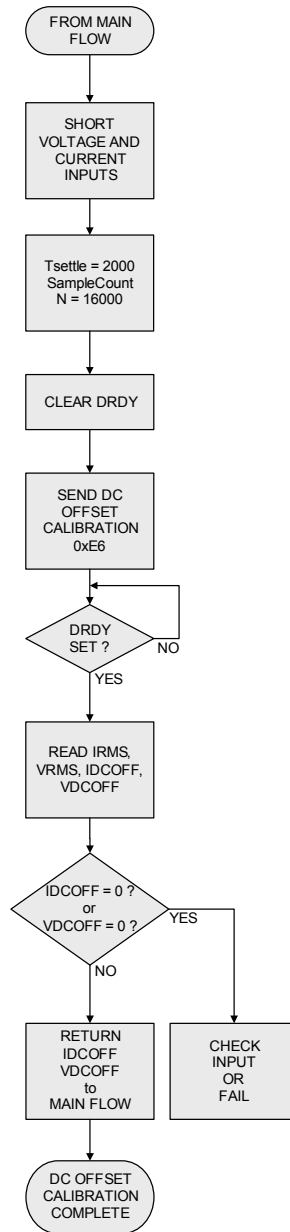 FROM MAIN
FLOW
SHORT
VOLTAGE AND
CURRENT
INPUTS
Tsettle = 2000
SampleCount
N = 16000
CLEAR DRDY
SEND DC
OFFSET
CALIBRATION
0xE6
DRDY
SET ?
NO
YES
READ IRMS,
VRMS, IDCOFF,
VDCOFF
IDCOFF = 0 ?
or
VDCOFF = 0 ?
YES
NO
RETURN
IDCOFF
VDCOFF
to
MAIN FLOW
CHECK
INPUT
OR
FAIL
DC OFFSET
CALIBRATION
COMPLETE